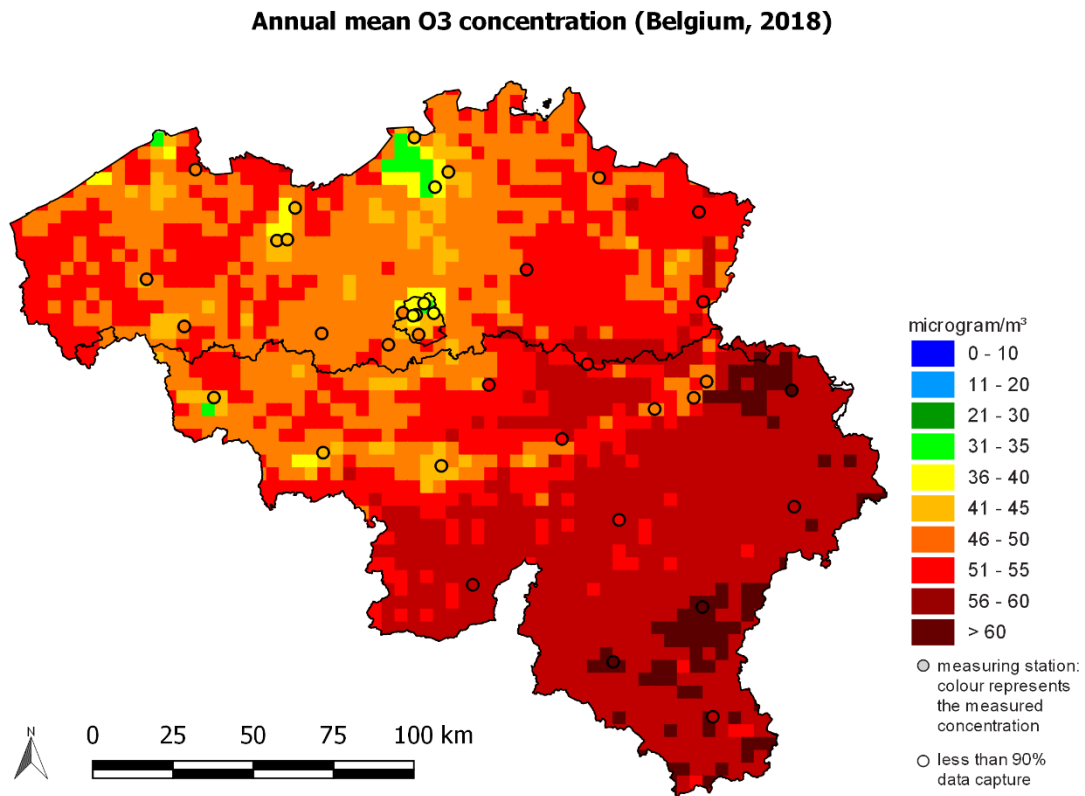 Annual mean O3 concentration (Belgium, 2018)
microgram/m³
0 - 10
11 - 20
21 - 30
31 - 35
36 - 40
41 - 45
46 - 50
51 - 55
56 - 60
> 60
measuring station:
colour represents
the measured
concentration
less than 90%
data capture
N
0 25 50 75 100 km